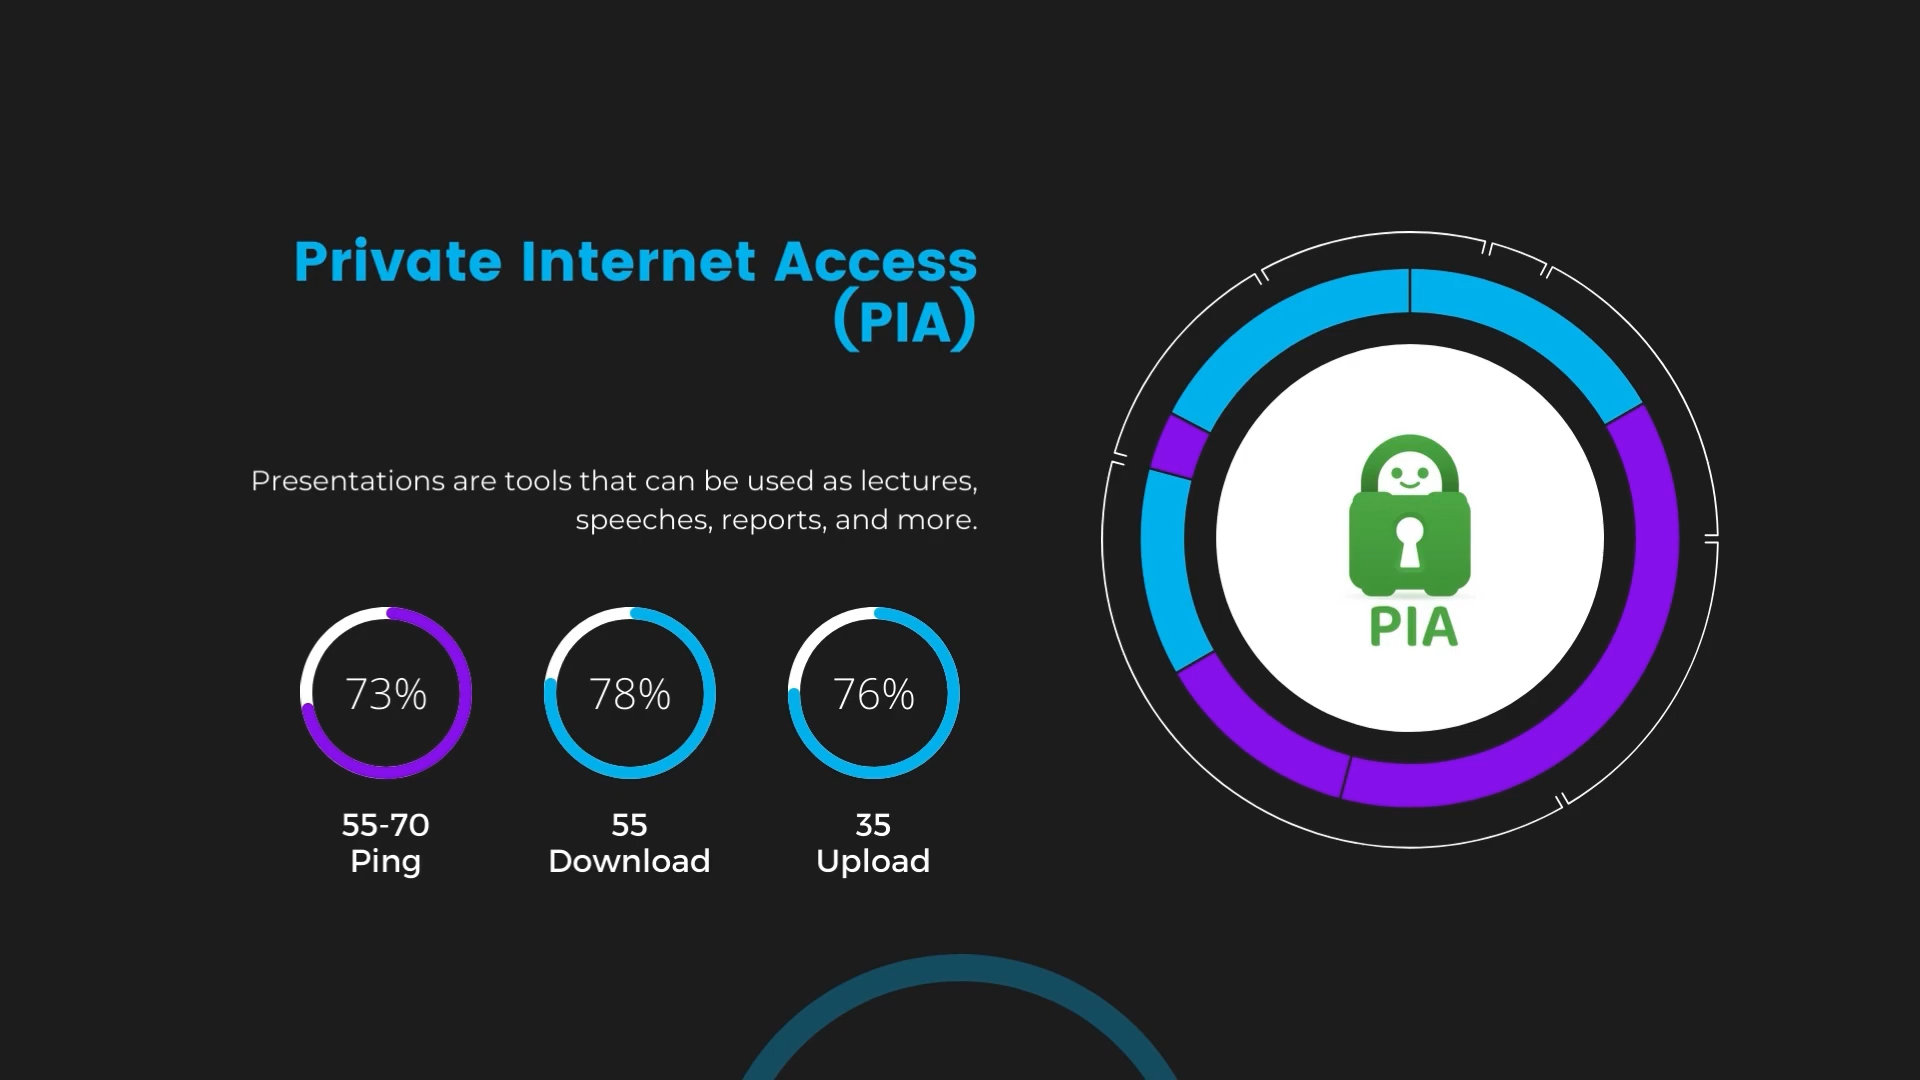 Private Internet Access
(PIA)
Presentations are tools that can be used as lectures,
speeches, reports, and more.
73%
78%
76%
55-70
Ping
55
Download
35
Upload
PIA